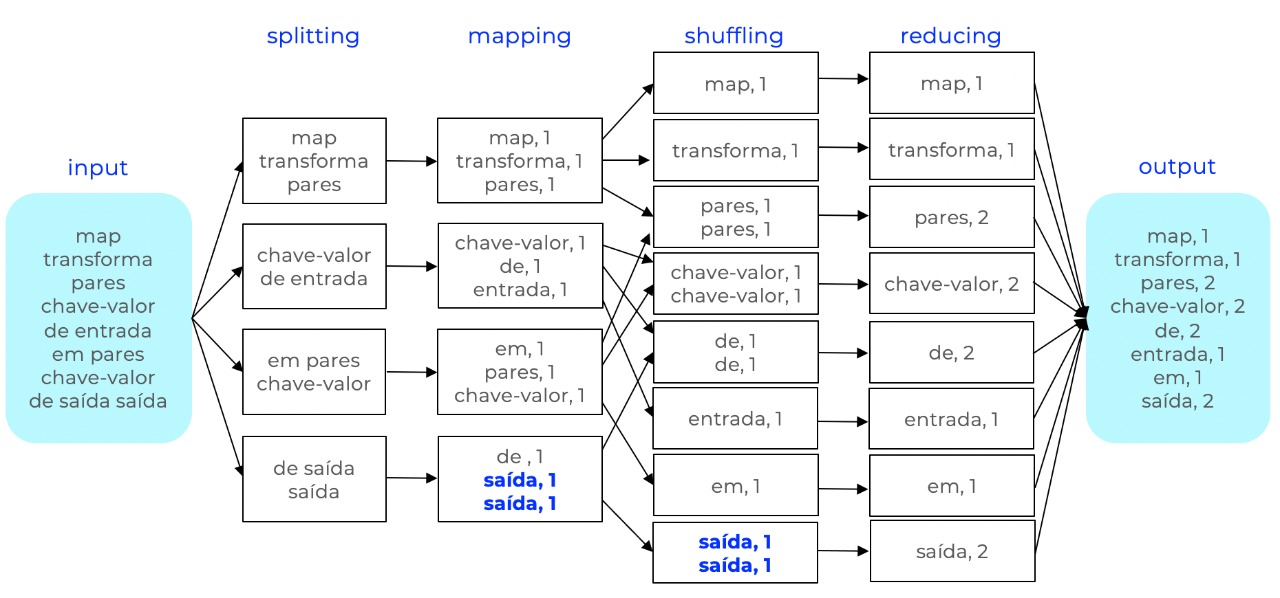 splitting
mapping
shuffling
reducing
input
output
map
transforma
pares
chave-valor
de entrada
em pares
chave-valor
de saída saída
map
transforma
pares
chave-valor
de entrada
em pares
chave-valor
de saída
saída
map, 1
transforma, 1
pares, 1
chave-valor, 1
de, 1
entrada, 1
em, 1
pares, 1
chave-valor, 1
de , 1
saída, 1
saída, 1
map, 1
transforma, 1
pares, 1
pares, 1
chave-valor, 1
chave-valor, 1
de, 1
de, 1
entrada, 1
em, 1
saída, 1
saída, 1
map, 1
transforma, 1
pares, 2
chave-valor, 2
de, 2
entrada, 1
em, 1
saída, 2
map, 1
transforma, 1
pares, 2
chave-valor, 2
de, 2
entrada, 1
em, 1
saída, 2